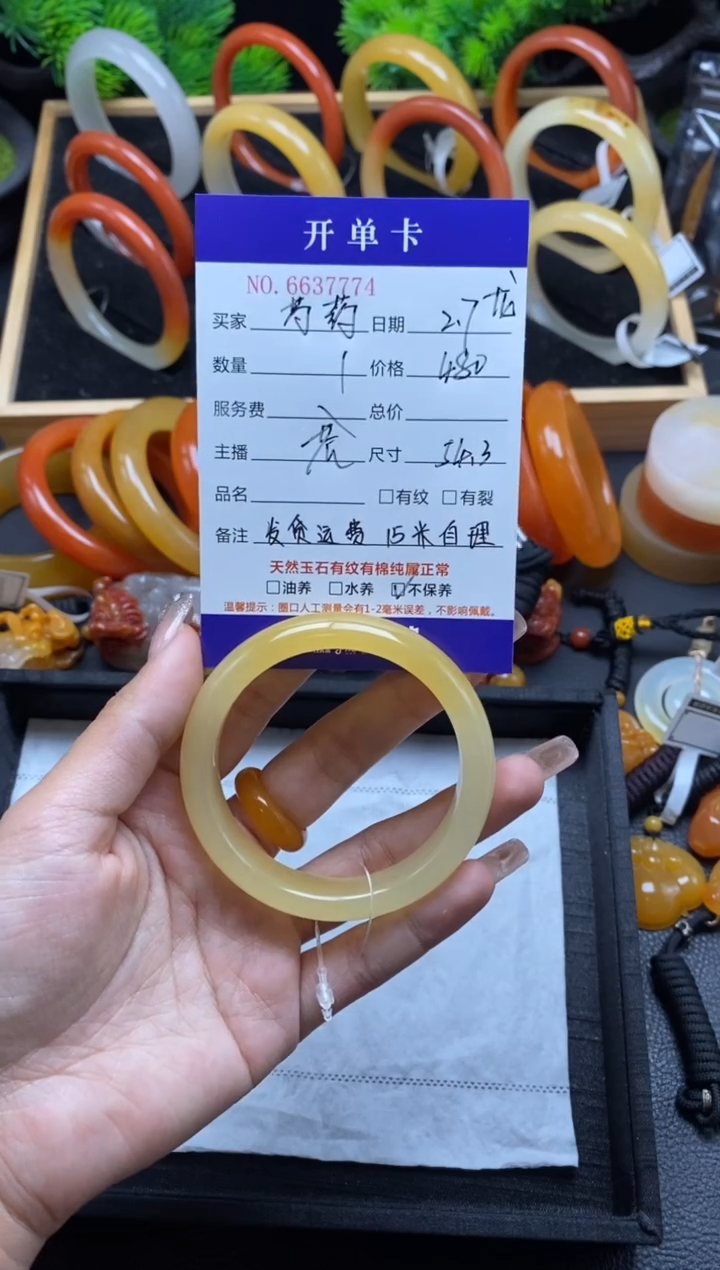 开单卡
NO. 6637774
买家 芍药 日期 2.7
数量 1 价格 480
服务费 总价
主播 尺寸 54.3
品名 □有纹 □有裂
备注 发货运费 15米自理
天然玉石有纹有棉纯属正常
□油养 □水养 □不保养
温馨提示：圈口人工测量会有1-2毫米误差，不影响佩戴。